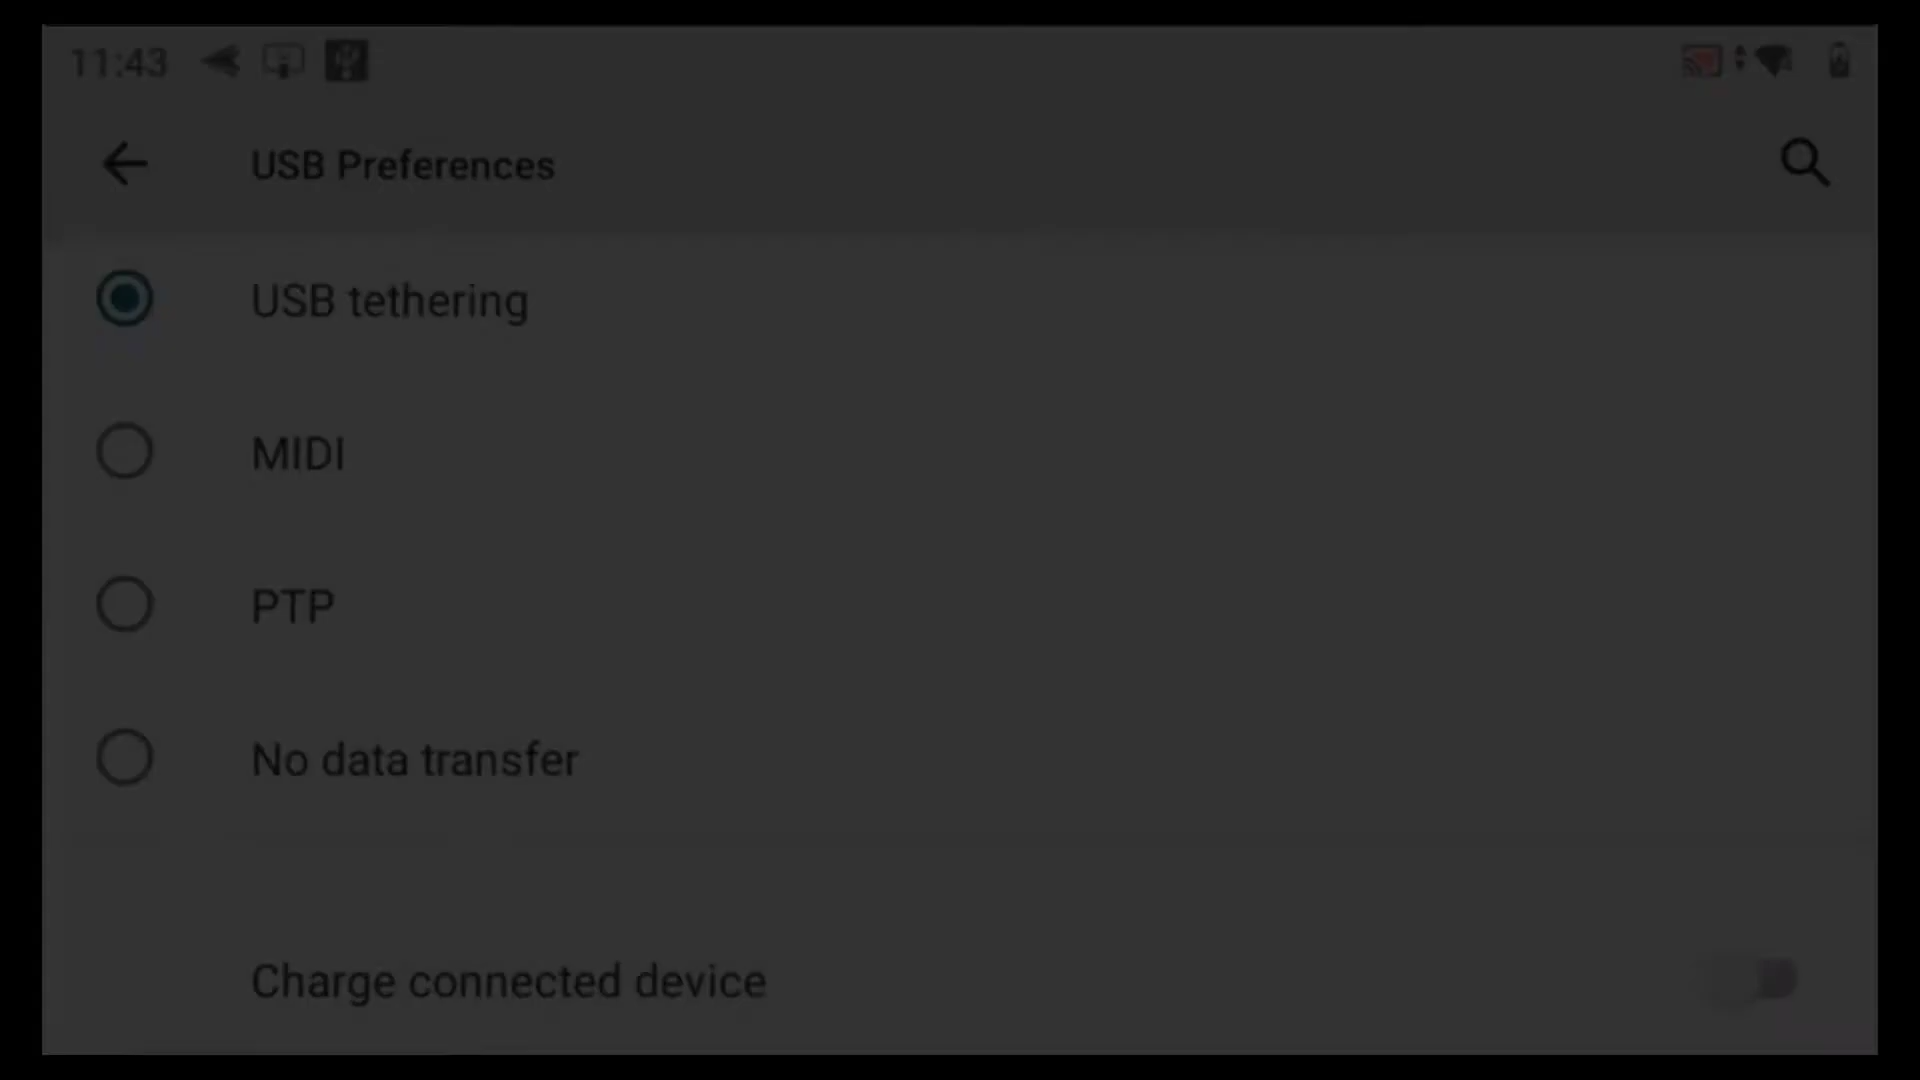 11:43
USB Preferences
USB tethering
MIDI
PTP
No data transfer
Charge connected device